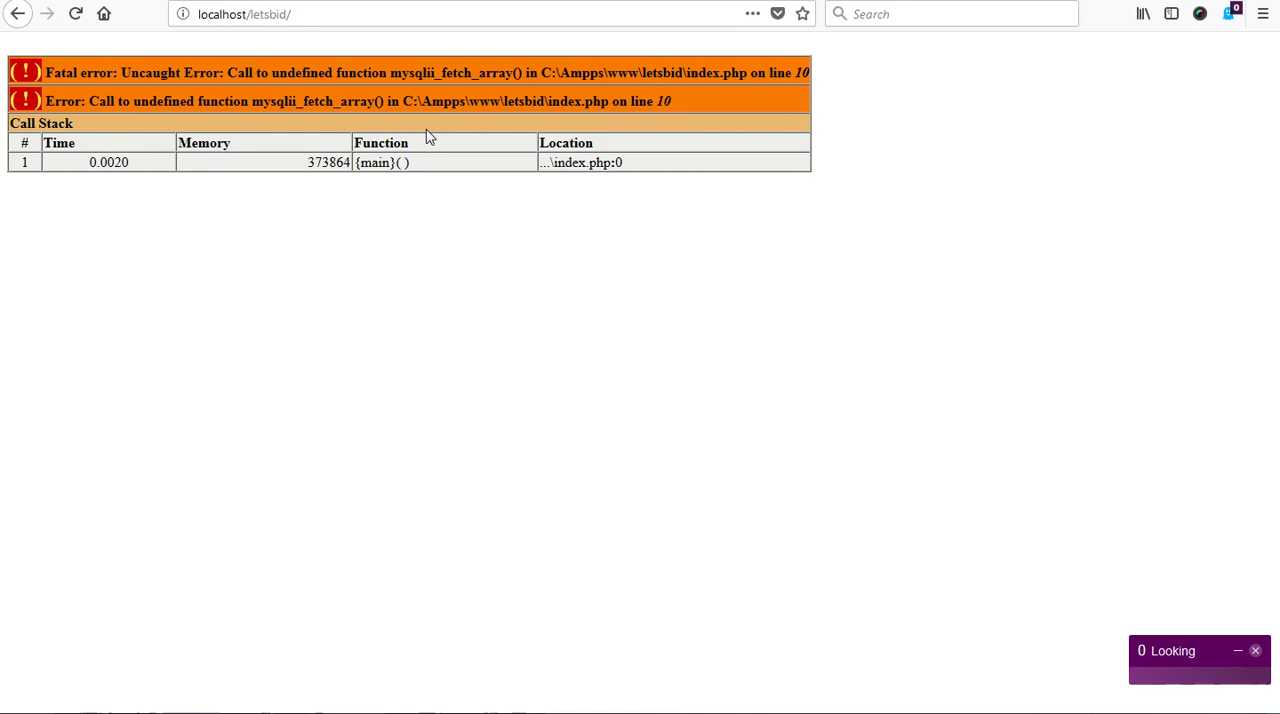 localhost/letsbid/
Search
0
( ! ) Fatal error: Uncaught Error: Call to undefined function mysqlii_fetch_array() in C:\Ampps\www\letsbid\index.php on line 10
( ! ) Error: Call to undefined function mysqlii_fetch_array() in C:\Ampps\www\letsbid\index.php on line 10
Call Stack
# Time Memory Function Location
1 0.0020 373864 {main}( ) ...\index.php:0
0 Looking